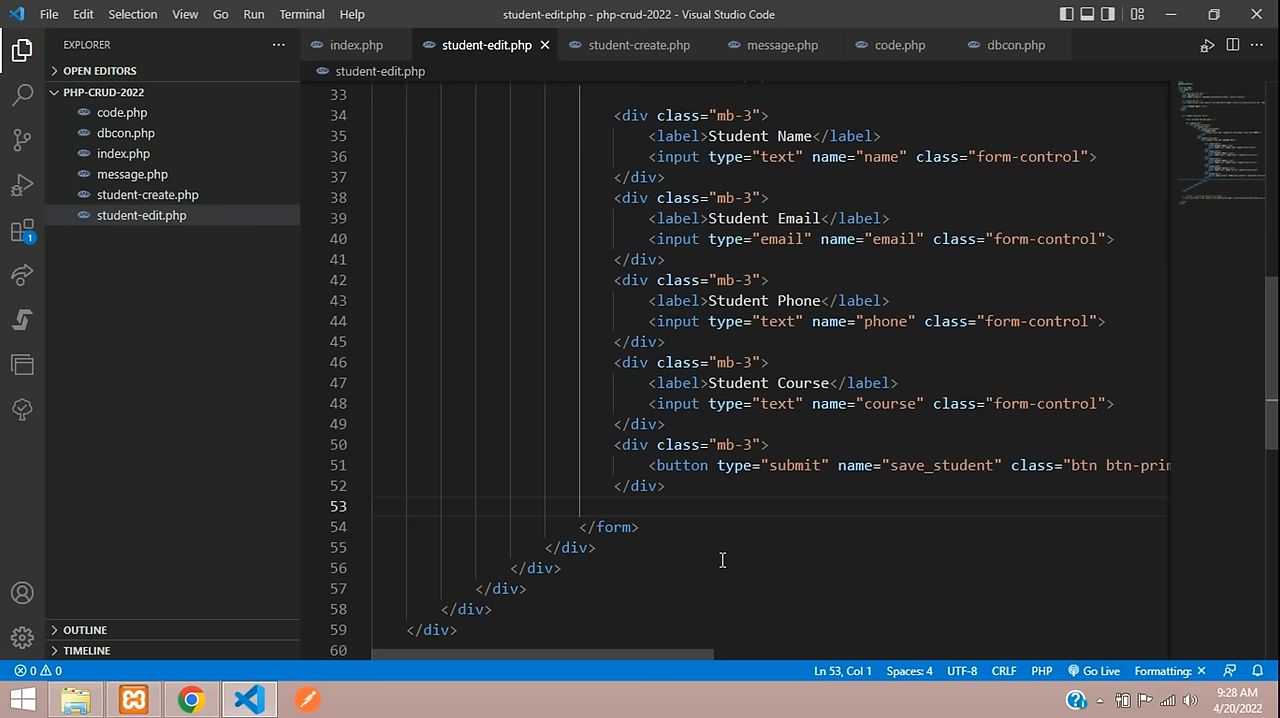 File Edit Selection View Go Run Terminal Help
student-edit.php - php-crud-2022 - Visual Studio Code
EXPLORER
OPEN EDITORS
PHP-CRUD-2022
code.php
dbcon.php
index.php
message.php
student-create.php
student-edit.php
OUTLINE
TIMELINE
1
index.php student-edit.php student-create.php message.php code.php dbcon.php
student-edit.php
33
34 <div class="mb-3">
35 <label>Student Name</label>
36 <input type="text" name="name" class="form-control">
37 </div>
38 <div class="mb-3">
39 <label>Student Email</label>
40 <input type="email" name="email" class="form-control">
41 </div>
42 <div class="mb-3">
43 <label>Student Phone</label>
44 <input type="text" name="phone" class="form-control">
45 </div>
46 <div class="mb-3">
47 <label>Student Course</label>
48 <input type="text" name="course" class="form-control">
49 </div>
50 <div class="mb-3">
51 <button type="submit" name="save_student" class="btn btn-prim
52 </div>
53
54 </form>
55 </div>
56 </div>
57 </div>
58 </div>
59 </div>
60
0 0 Ln 53, Col 1 Spaces: 4 UTF-8 CRLF PHP Go Live Formatting: ×
9:28 AM
4/20/2022